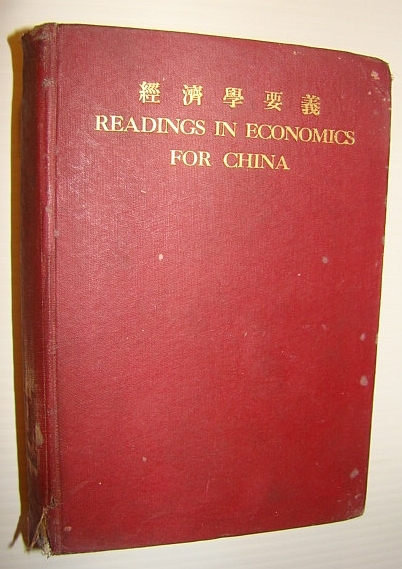 經濟學要義
READINGS IN ECONOMICS
FOR CHINA